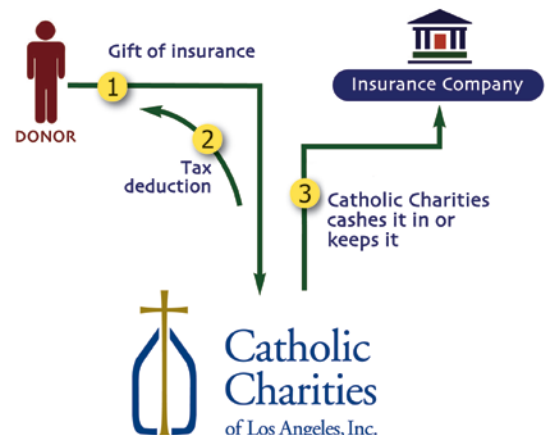 Gift of insurance
1
DONOR
2
Tax
deduction
Insurance Company
3
Catholic Charities
cashes it in or
keeps it
Catholic
Charities
of Los Angeles, Inc.